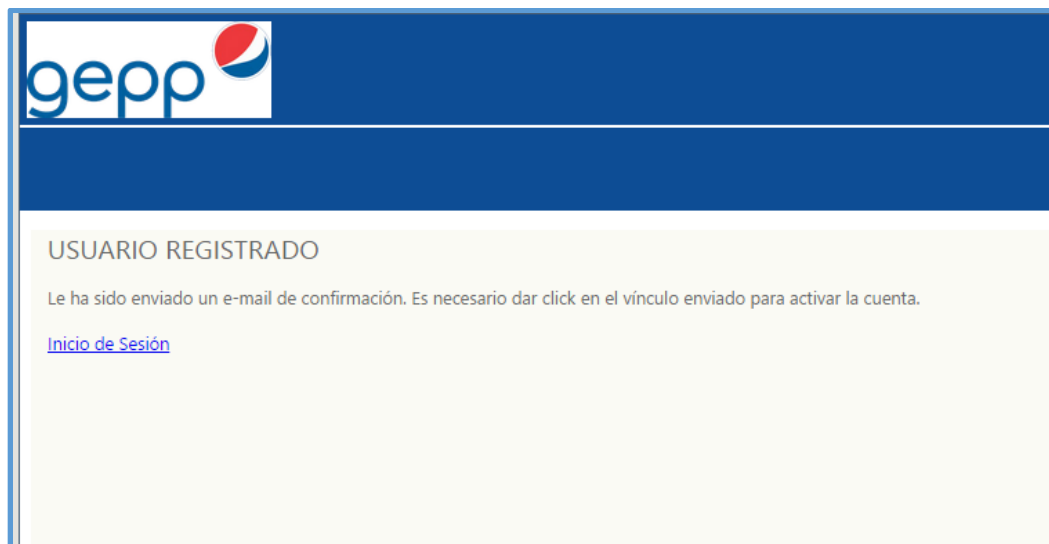 gepp
USUARIO REGISTRADO
Le ha sido enviado un e-mail de confirmación. Es necesario dar click en el vínculo enviado para activar la cuenta.
Inicio de Sesión